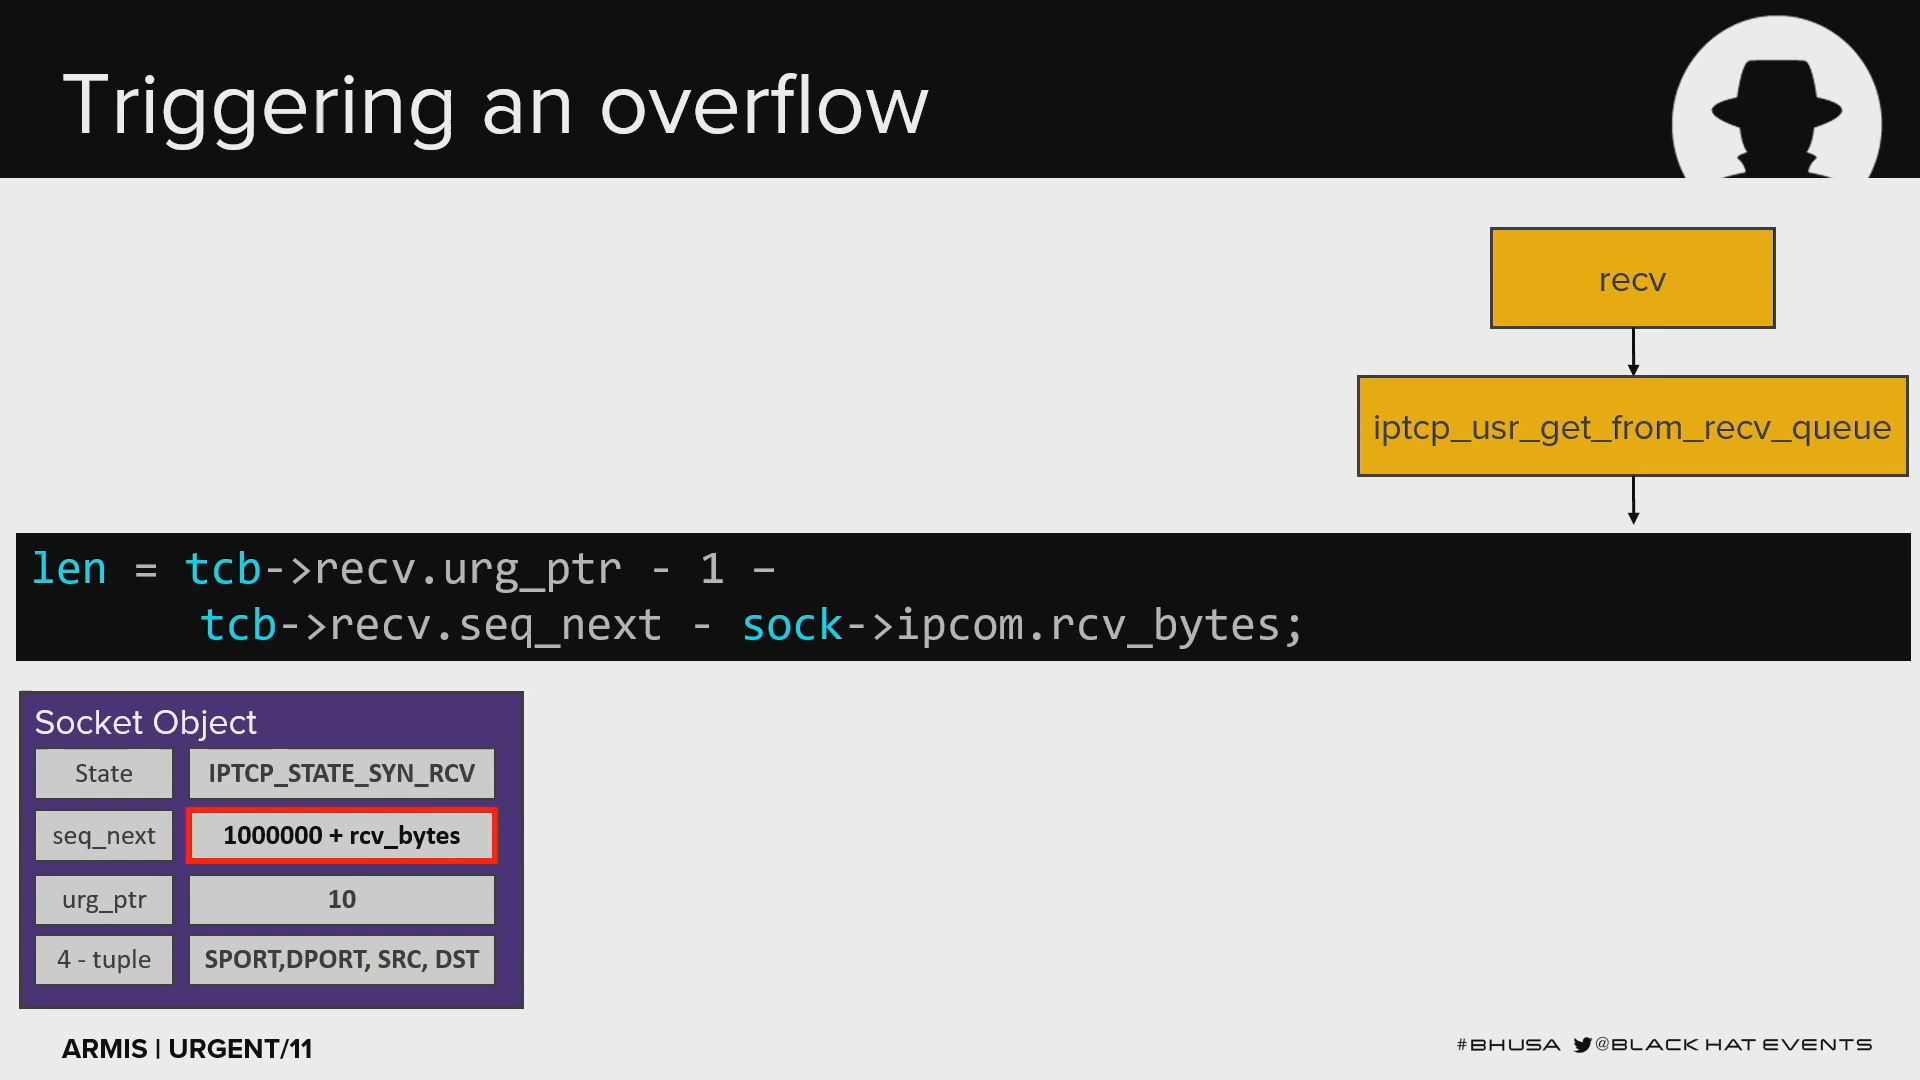 Triggering an overflow
recv
iptcp_usr_get_from_recv_queue
len = tcb->recv.urg_ptr - 1 –
tcb->recv.seq_next - sock->ipcom.rcv_bytes;
Socket Object
State IPTCP_STATE_SYN_RCV
seq_next 1000000 + rcv_bytes
urg_ptr 10
4 - tuple SPORT,DPORT, SRC, DST
ARMIS | URGENT/11
#BHUSA @BLACK HAT EVENTS